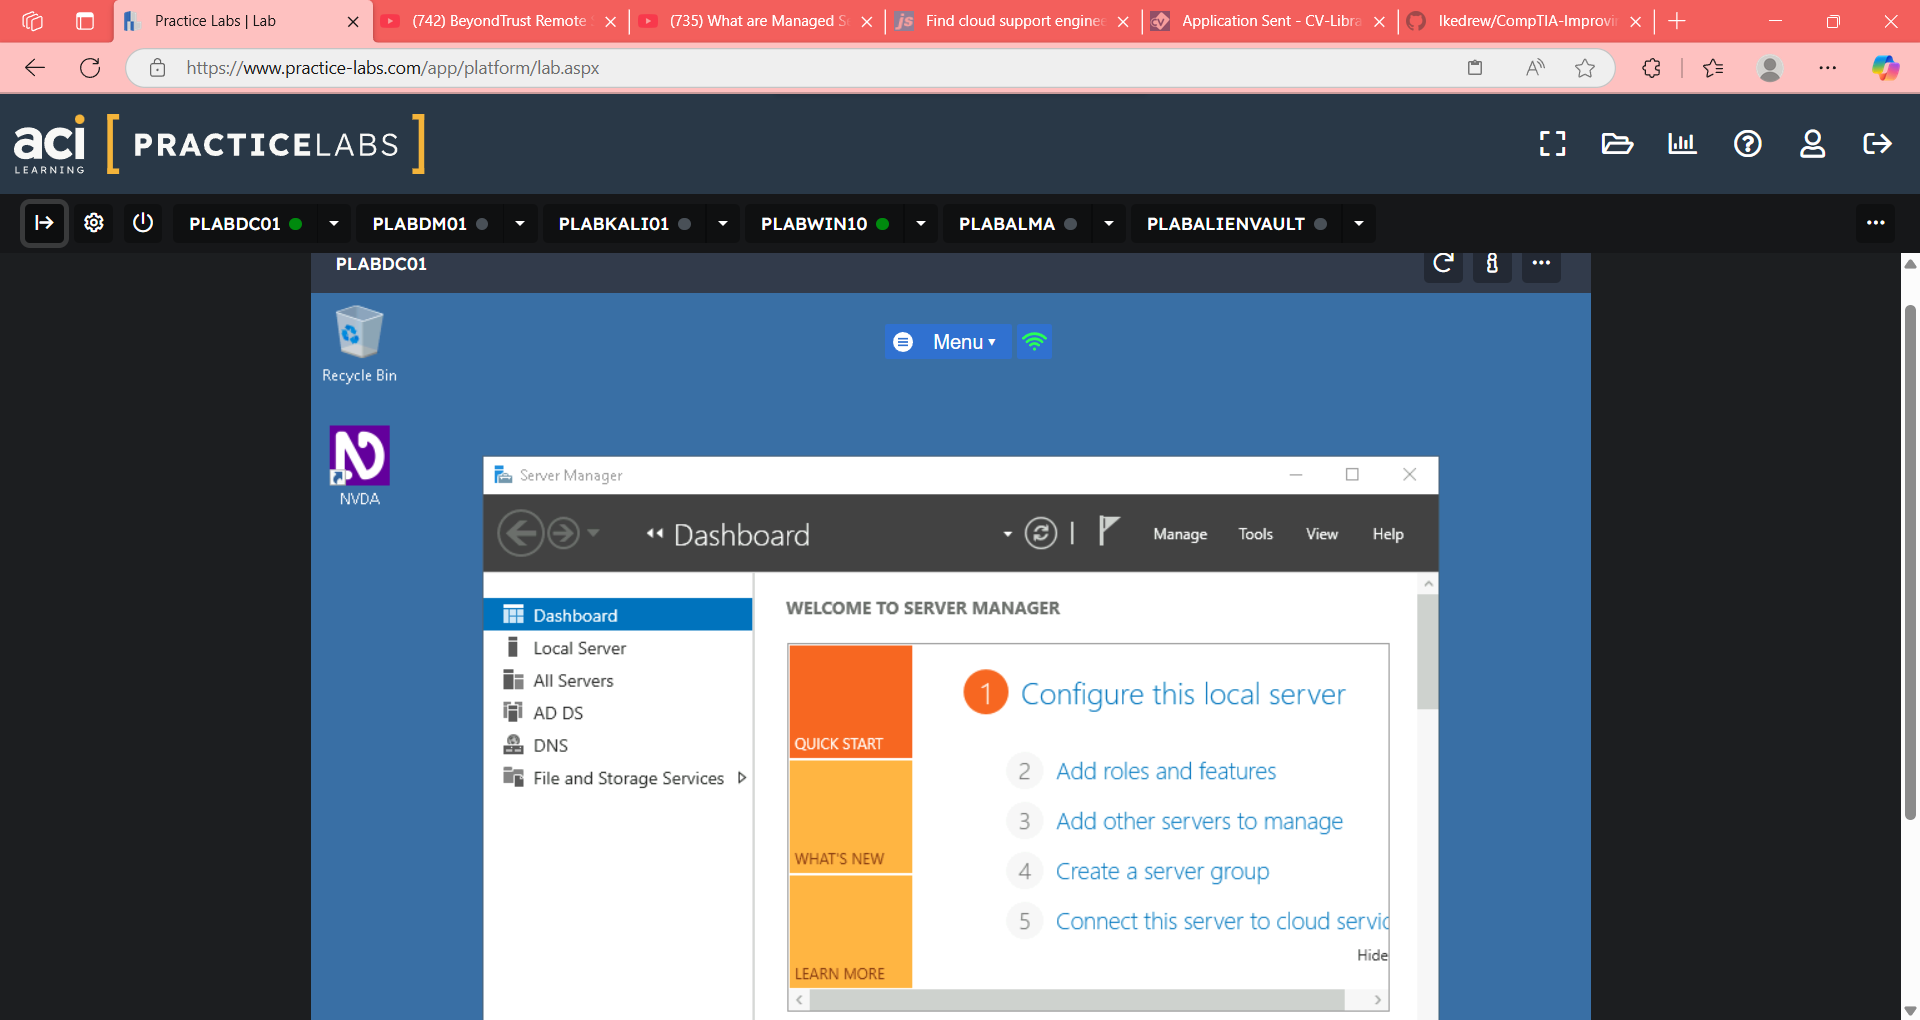 Practice Labs | Lab
(742) BeyondTrust Remote
(735) What are Managed S
Find cloud support enginee
Application Sent - CV-Libra
Ikedrew/CompTIA-Improvin
https://www.practice-labs.com/app/platform/lab.aspx
aci
LEARNING
PRACTICELABS
PLABDC01
PLABDM01
PLABKALI01
PLABWIN10
PLABALMA
PLABALIENVAULT
PLABDC01
Recycle Bin
Menu
NVDA
Server Manager
Dashboard
Manage
Tools
View
Help
Dashboard
Local Server
All Servers
AD DS
DNS
File and Storage Services
WELCOME TO SERVER MANAGER
QUICK START
WHAT'S NEW
LEARN MORE
1 Configure this local server
2 Add roles and features
3 Add other servers to manage
4 Create a server group
5 Connect this server to cloud servic
Hide